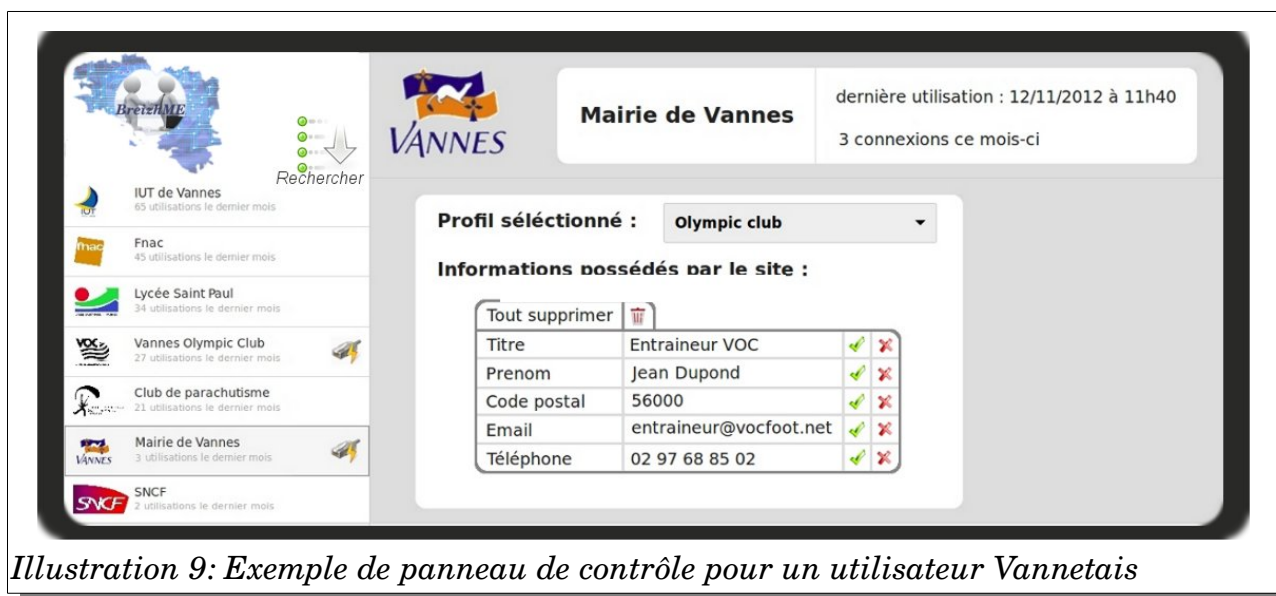 BreizhME
Rechercher
IUT
IUT de Vannes
65 utilisations le dernier mois
fnac
Fnac
45 utilisations le dernier mois
Lycée Saint Paul
34 utilisations le dernier mois
VOC
Vannes Olympic Club
27 utilisations le dernier mois
Club de parachutisme
21 utilisations le dernier mois
VANNES
Mairie de Vannes
3 utilisations le dernier mois
SNCF
SNCF
2 utilisations le dernier mois
VANNES
Mairie de Vannes
dernière utilisation : 12/11/2012 à 11h40
3 connexions ce mois-ci
Profil séléctionné : Olympic club
Informations possédés par le site :
Tout supprimer
Titre Entraineur VOC
Prenom Jean Dupond
Code postal 56000
Email entraineur@vocfoot.net
Téléphone 02 97 68 85 02
Illustration 9: Exemple de panneau de contrôle pour un utilisateur Vannetais